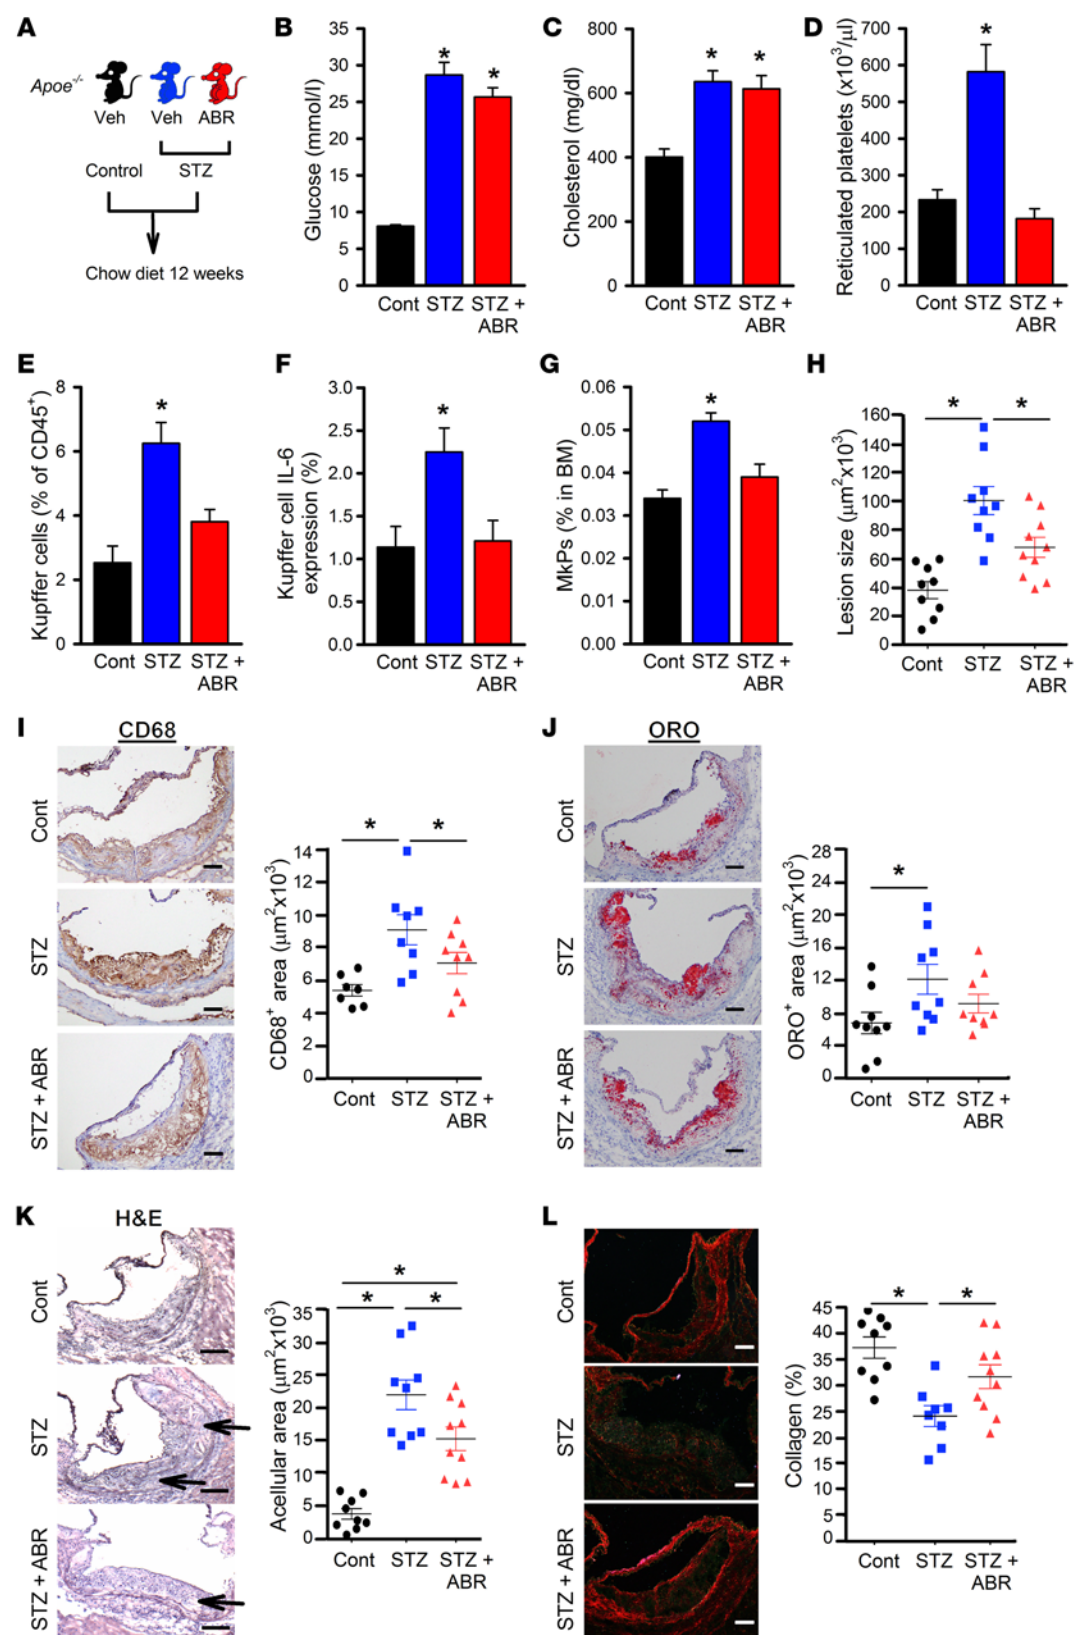 A
Apoe-/-
Veh
Veh
ABR
Control
STZ
Chow diet 12 weeks
B
Glucose (mmol/l)
35
30
25
20
15
10
5
0
Cont STZ STZ +
ABR
C
Cholesterol (mg/dl)
800
600
400
200
0
Cont STZ STZ +
ABR
D
Reticulated platelets (x10³/µl)
700
600
500
400
300
200
100
0
Cont STZ STZ +
ABR
E
Kupffer cells (% of CD45⁺)
8
6
4
2
0
Cont STZ STZ +
ABR
F
Kupffer cell IL-6
expression (%)
3.0
2.5
2.0
1.5
1.0
0.5
0.0
Cont STZ STZ +
ABR
G
MkPs (% in BM)
0.06
0.05
0.04
0.03
0.02
0.01
0.00
Cont STZ STZ +
ABR
H
Lesion size (µm²x10³)
160
140
120
100
80
60
40
20
0
Cont STZ STZ +
ABR
I
CD68
Cont
STZ
STZ + ABR
CD68⁺ area (µm²x10³)
14
12
10
8
6
4
2
0
Cont STZ STZ +
ABR
J
ORO
Cont
STZ
STZ + ABR
ORO⁺ area (µm²x10³)
28
24
20
16
12
8
4
0
Cont STZ STZ +
ABR
K
H&E
Cont
STZ
STZ + ABR
Acellular area (µm²x10³)
35
30
25
20
15
10
5
0
Cont STZ STZ +
ABR
L
Cont
STZ
STZ + ABR
Collagen (%)
45
40
35
30
25
20
15
10
5
0
Cont STZ STZ +
ABR